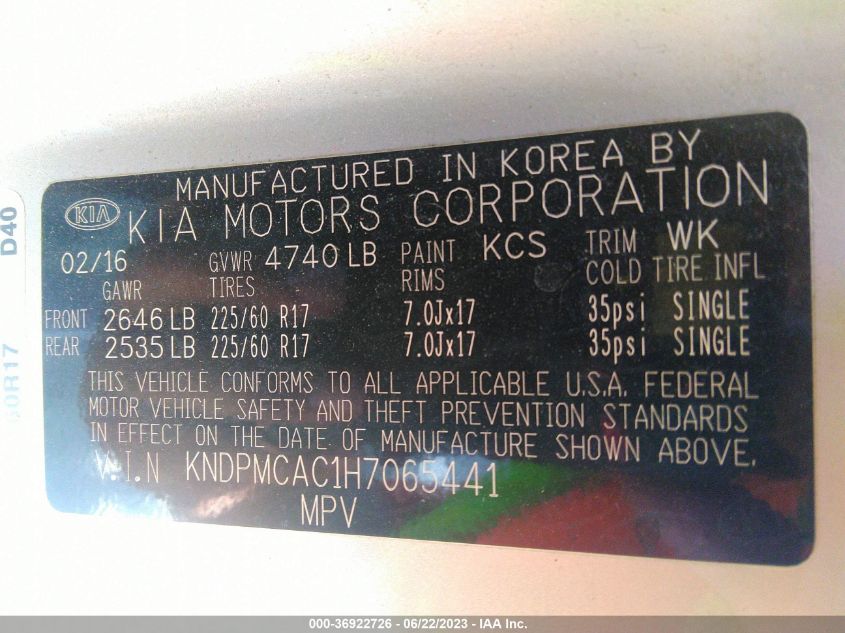 MANUFACTURED IN KOREA BY
KIA KIA MOTORS CORPORATION
02/16 GVWR 4740 LB PAINT KCS TRIM WK
GAWR TIRES RIMS COLD TIRE INFL
FRONT 2646 LB 225/60 R17 7.0Jx17 35psi SINGLE
REAR 2535 LB 225/60 R17 7.0Jx17 35psi SINGLE
THIS VEHICLE CONFORMS TO ALL APPLICABLE U.S.A. FEDERAL
MOTOR VEHICLE SAFETY AND THEFT PREVENTION STANDARDS
IN EFFECT ON THE DATE OF MANUFACTURE SHOWN ABOVE.
V.I.N KNDPMCAC1H7065441
MPV
D40
0R17
000-36922726 - 06/22/2023 - IAA Inc.